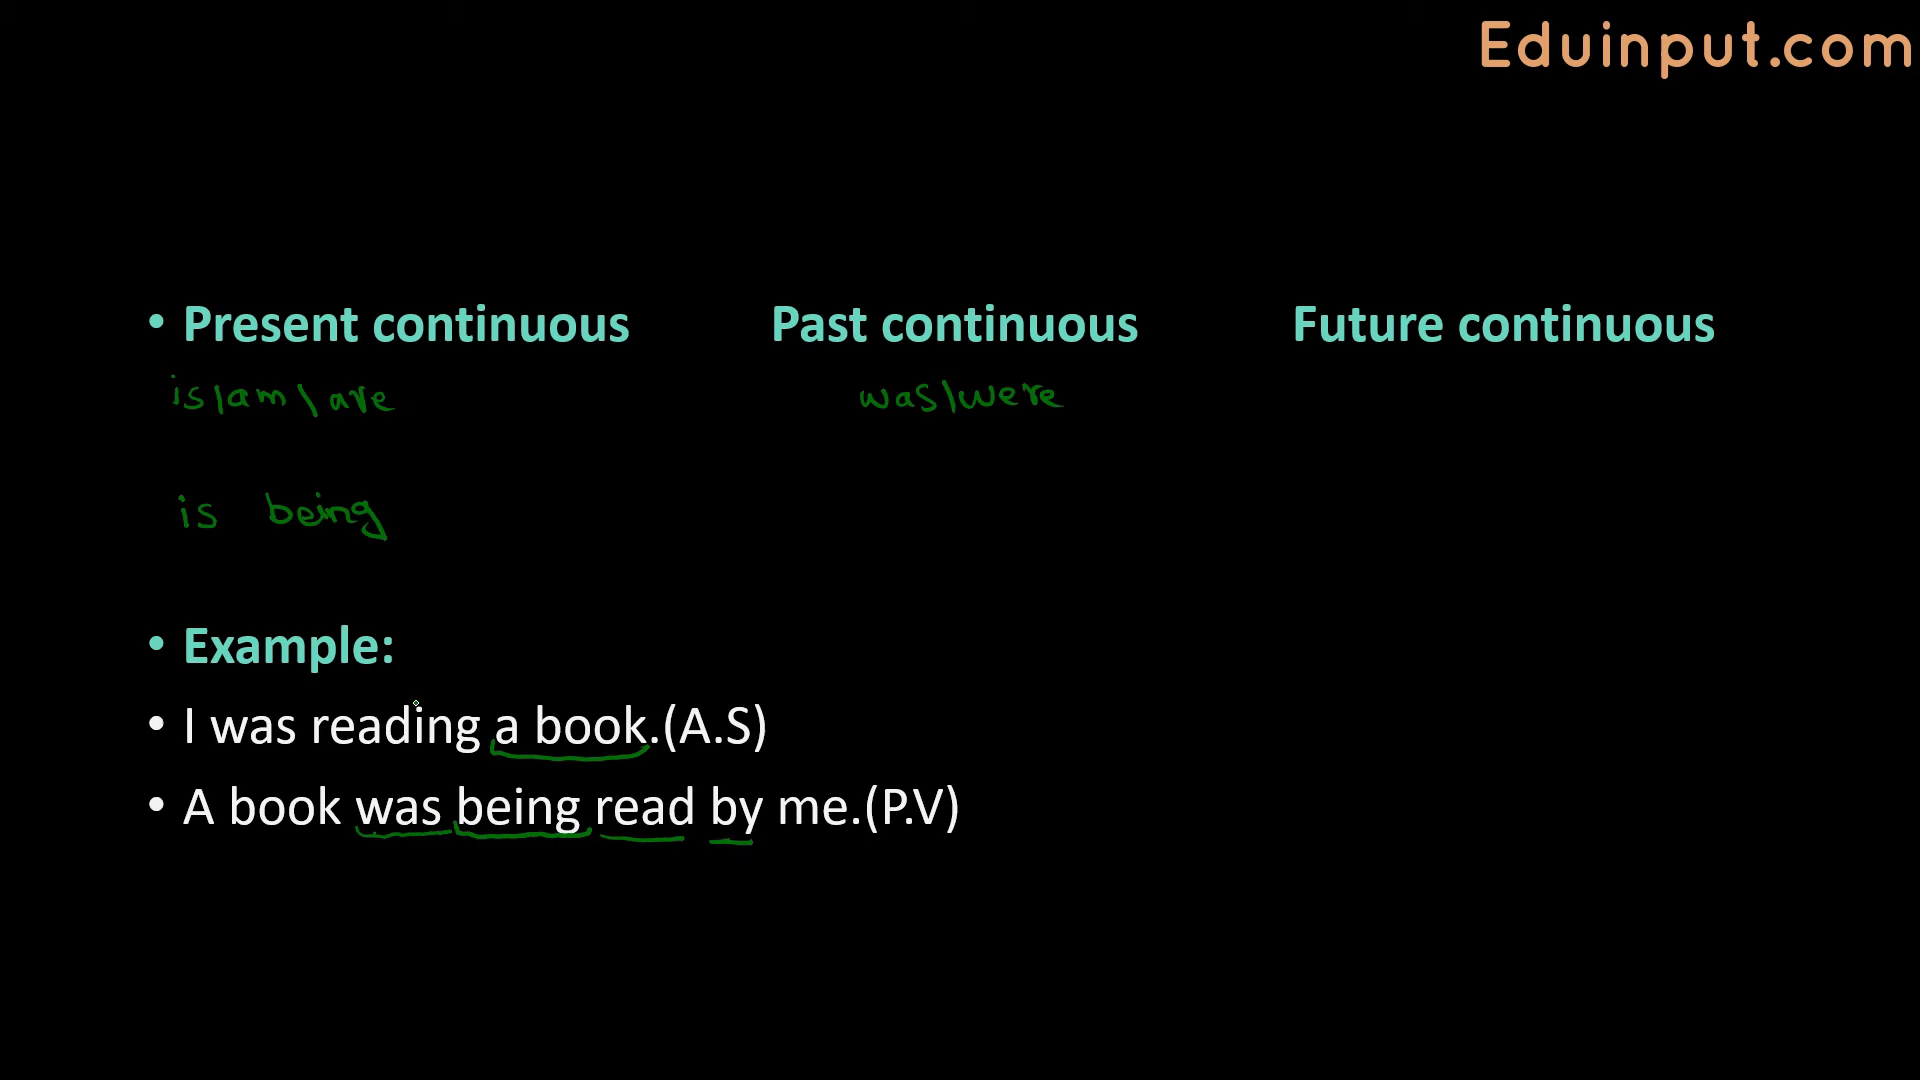 Eduinput.com
• Present continuous Past continuous Future continuous
is/am\are was\were
is being
• Example:
• I was reading a book.(A.S)
• A book was being read by me.(P.V)